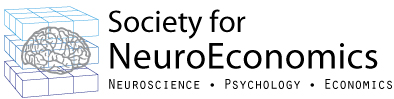 Society for
NeuroEconomics
NEUROSCIENCE • PSYCHOLOGY • ECONOMICS